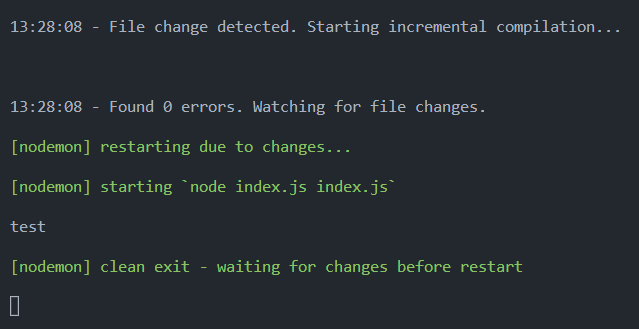 13:28:08 - File change detected. Starting incremental compilation...
13:28:08 - Found 0 errors. Watching for file changes.
[nodemon] restarting due to changes...
[nodemon] starting `node index.js index.js`
test
[nodemon] clean exit - waiting for changes before restart